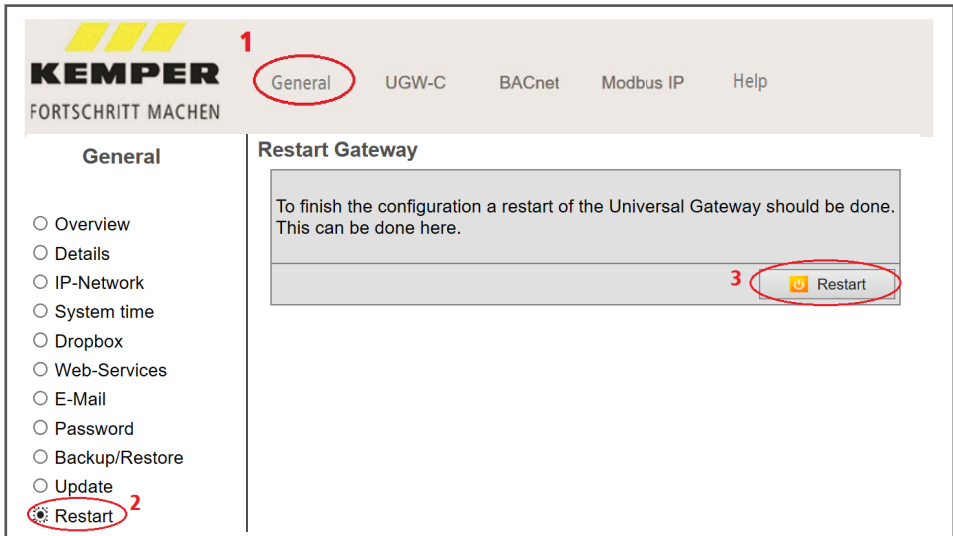 KEMPER
FORTSCHRITT MACHEN
1
General
UGW-C
BACnet
Modbus IP
Help
General
Overview
Details
IP-Network
System time
Dropbox
Web-Services
E-Mail
Password
Backup/Restore
Update
Restart
2
Restart Gateway
To finish the configuration a restart of the Universal Gateway should be done.
This can be done here.
3
Restart